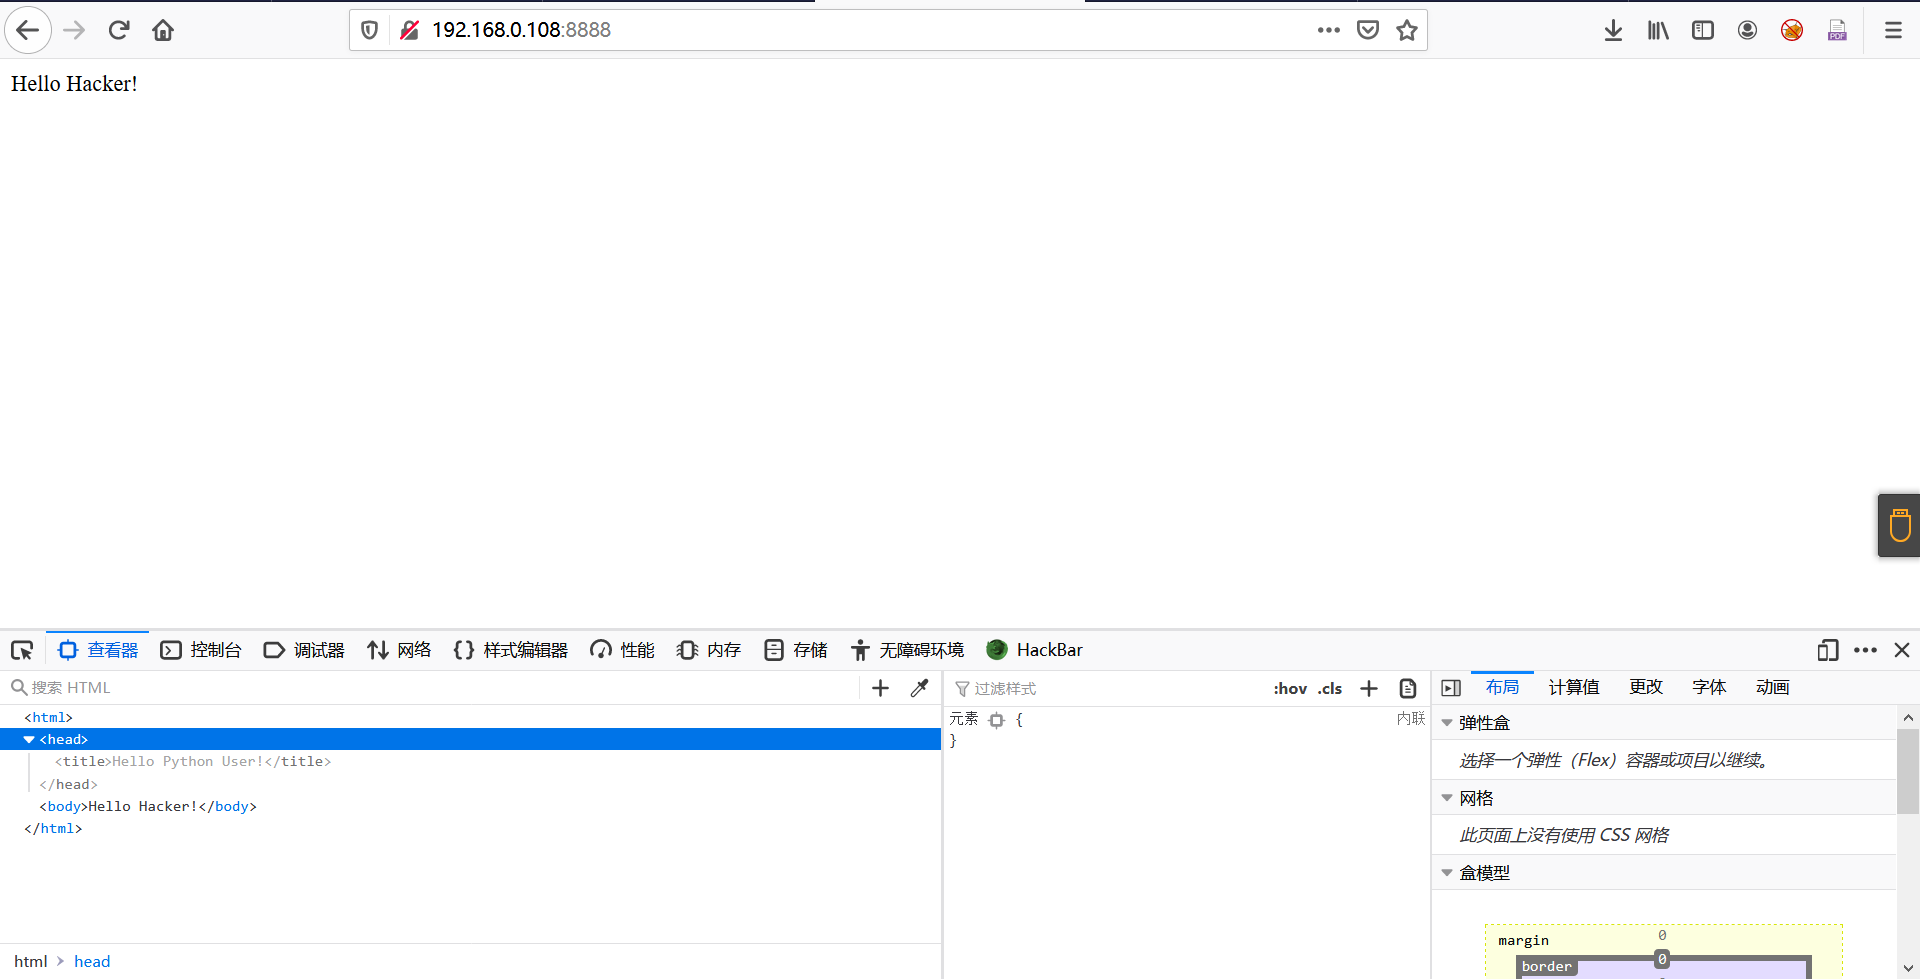 192.168.0.108:8888
PDF
Hello Hacker!
查看器 控制台 调试器 网络 {} 样式编辑器 性能 内存 存储 无障碍环境 HackBar
搜索 HTML
<html>
<head>
<title>Hello Python User!</title>
</head>
<body>Hello Hacker!</body>
</html>
html > head
过滤样式 :hov .cls +
元素 { 内联
}
布局 计算值 更改 字体 动画
弹性盒
选择一个弹性（Flex）容器或项目以继续。
网格
此页面上没有使用 CSS 网格
盒模型
margin 0
border 0